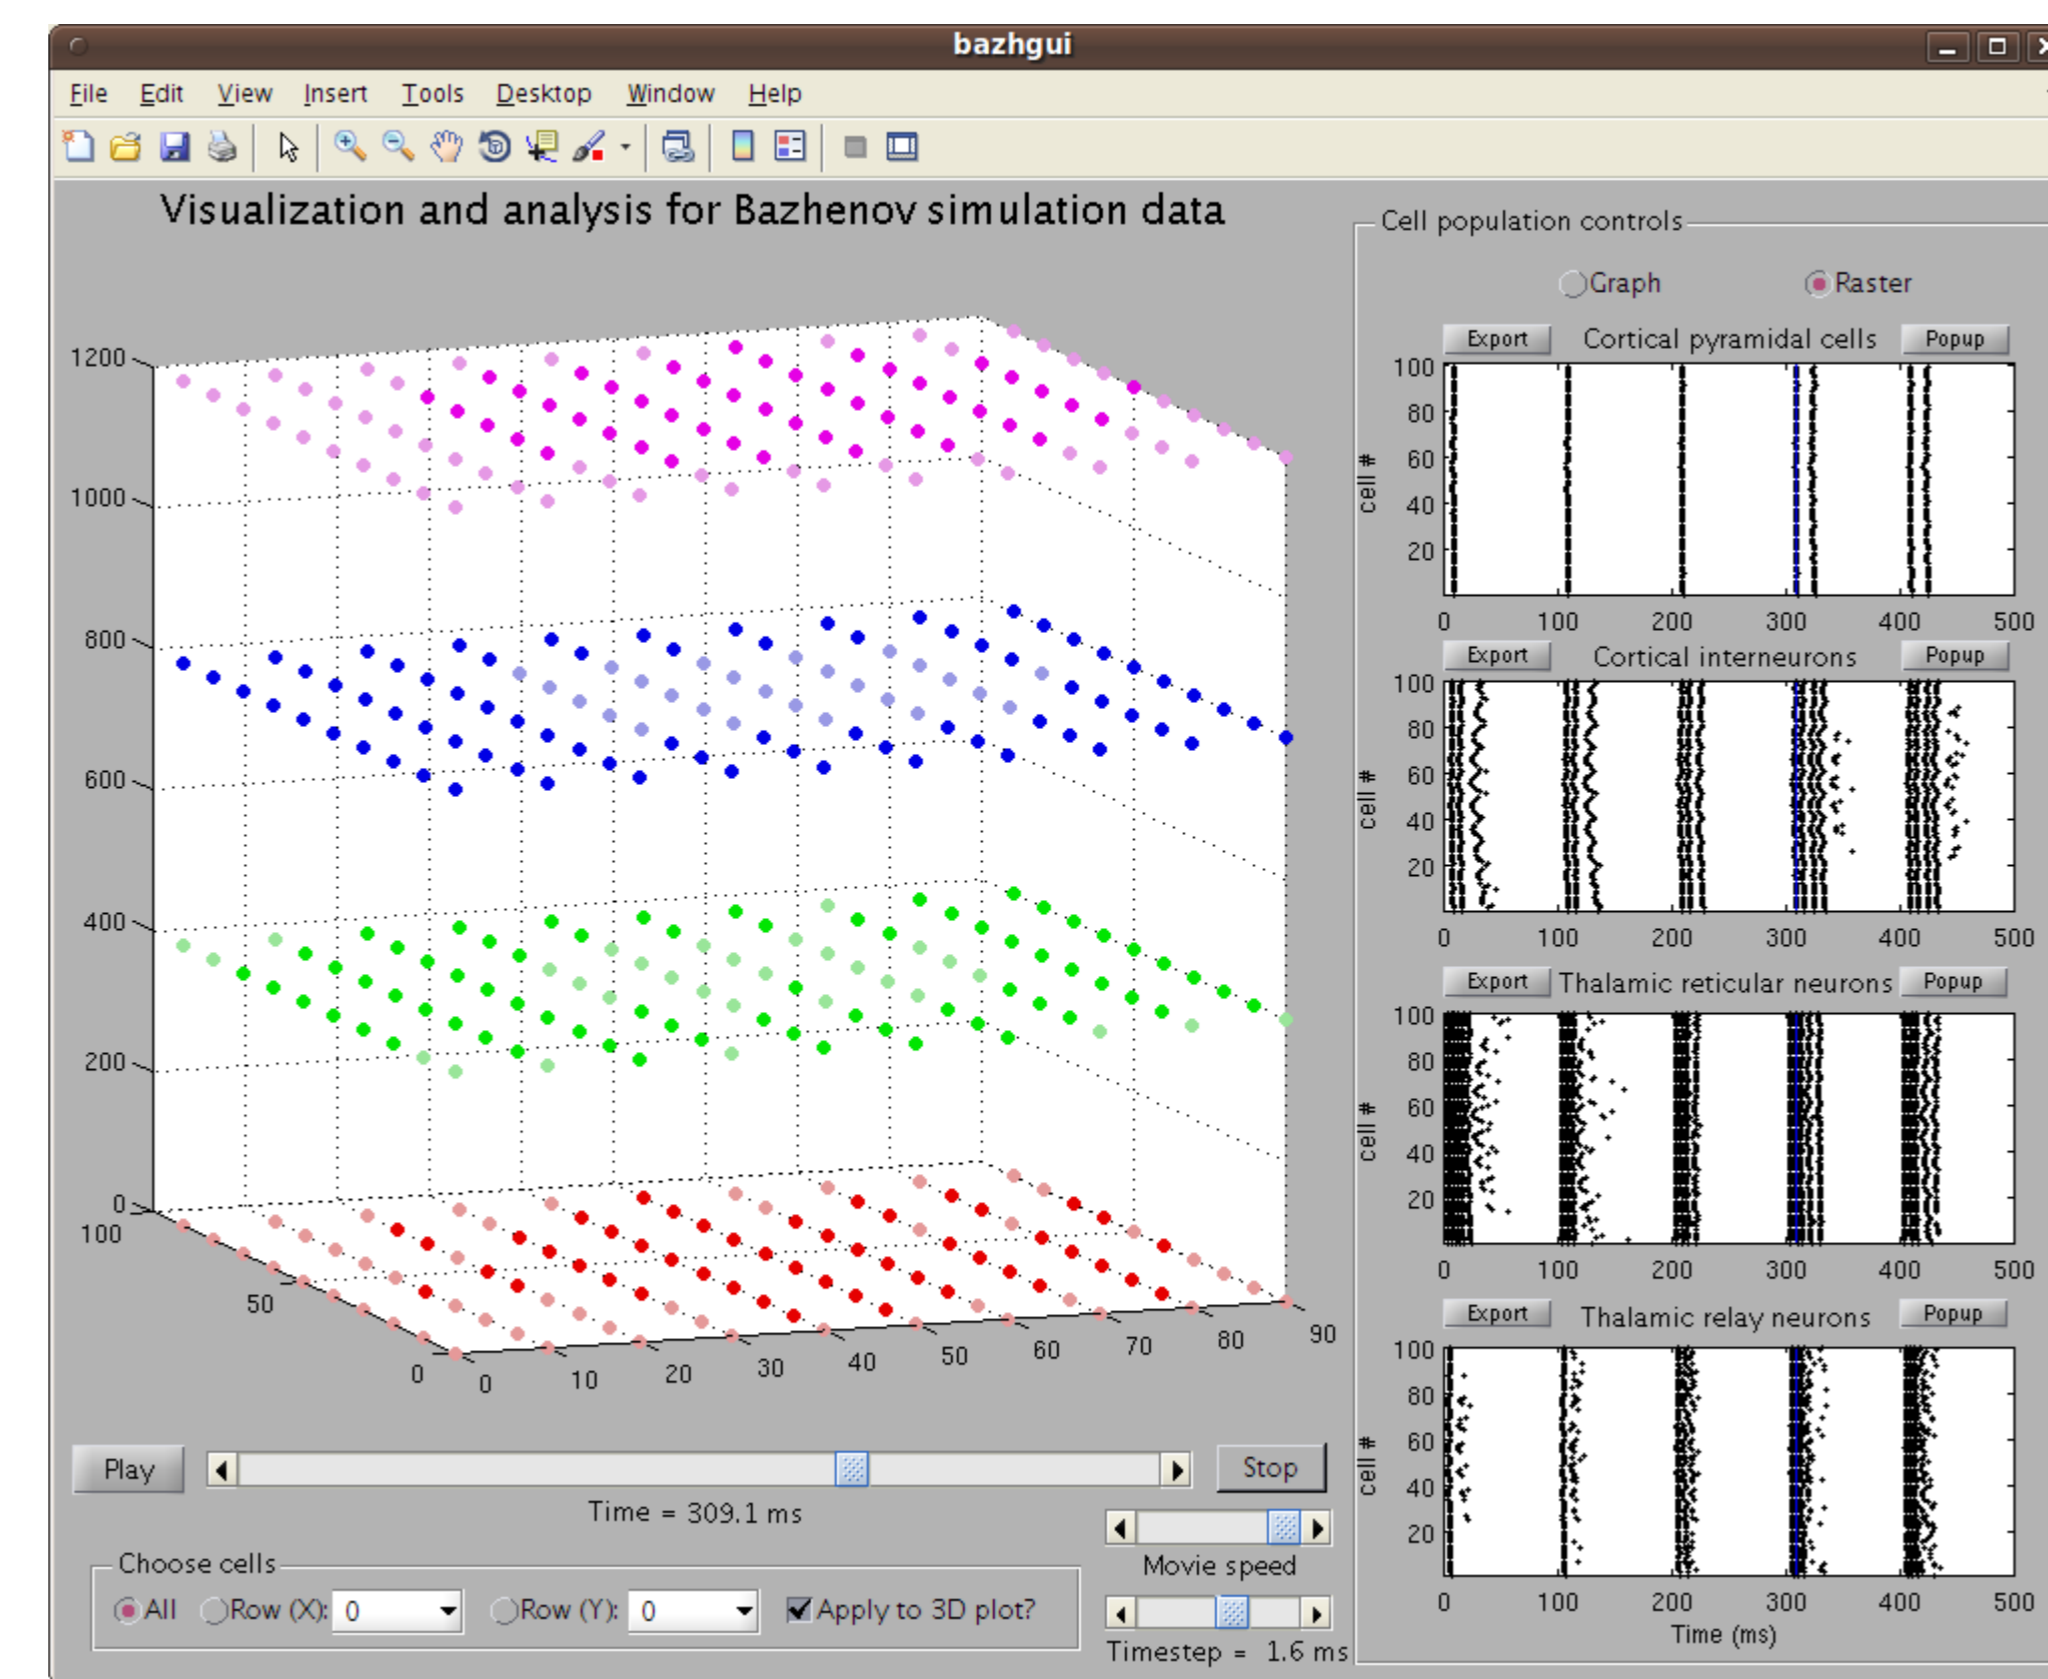 bazhgui
File Edit View Insert Tools Desktop Window Help
Visualization and analysis for Bazhenov simulation data
1200
1000
800
600
400
200
0
100
50
0
0 10 20 30 40 50 60 70 80 90
Play
Stop
Time = 309.1 ms
Movie speed
Timestep = 1.6 ms
Choose cells
All Row (X): 0 Row (Y): 0 Apply to 3D plot?
Cell population controls
Graph Raster
Export Cortical pyramidal cells Popup
100
80
60
40
20
cell #
0 100 200 300 400 500
Export Cortical interneurons Popup
100
80
60
40
20
cell #
0 100 200 300 400 500
Export Thalamic reticular neurons Popup
100
80
60
40
20
cell #
0 100 200 300 400 500
Export Thalamic relay neurons Popup
100
80
60
40
20
cell #
0 100 200 300 400 500
Time (ms)